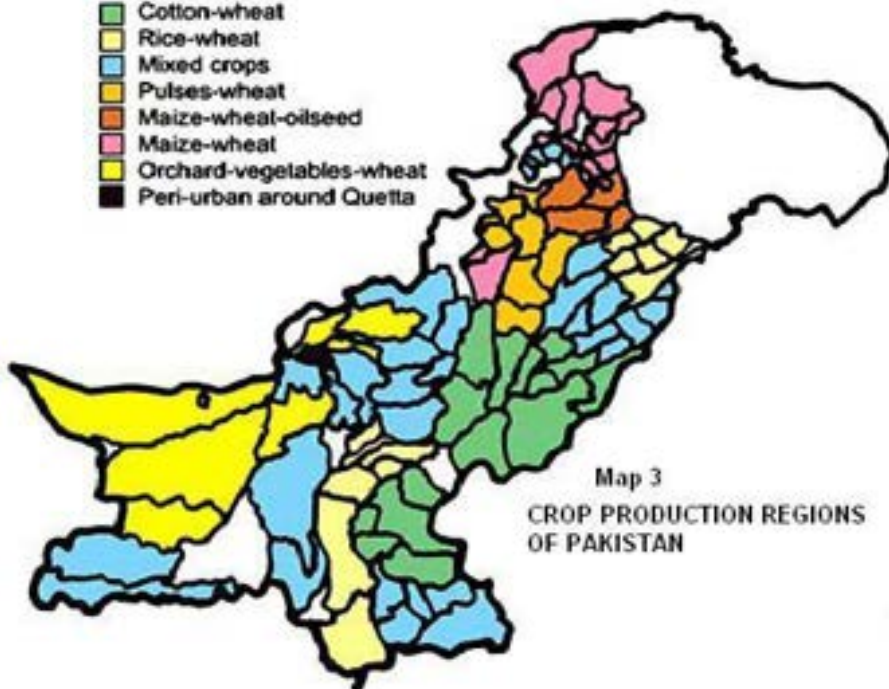 Cotton-wheat
Rice-wheat
Mixed crops
Pulses-wheat
Maize-wheat-oilseed
Maize-wheat
Orchard-vegetables-wheat
Peri-urban around Quetta
Map 3
CROP PRODUCTION REGIONS
OF PAKISTAN